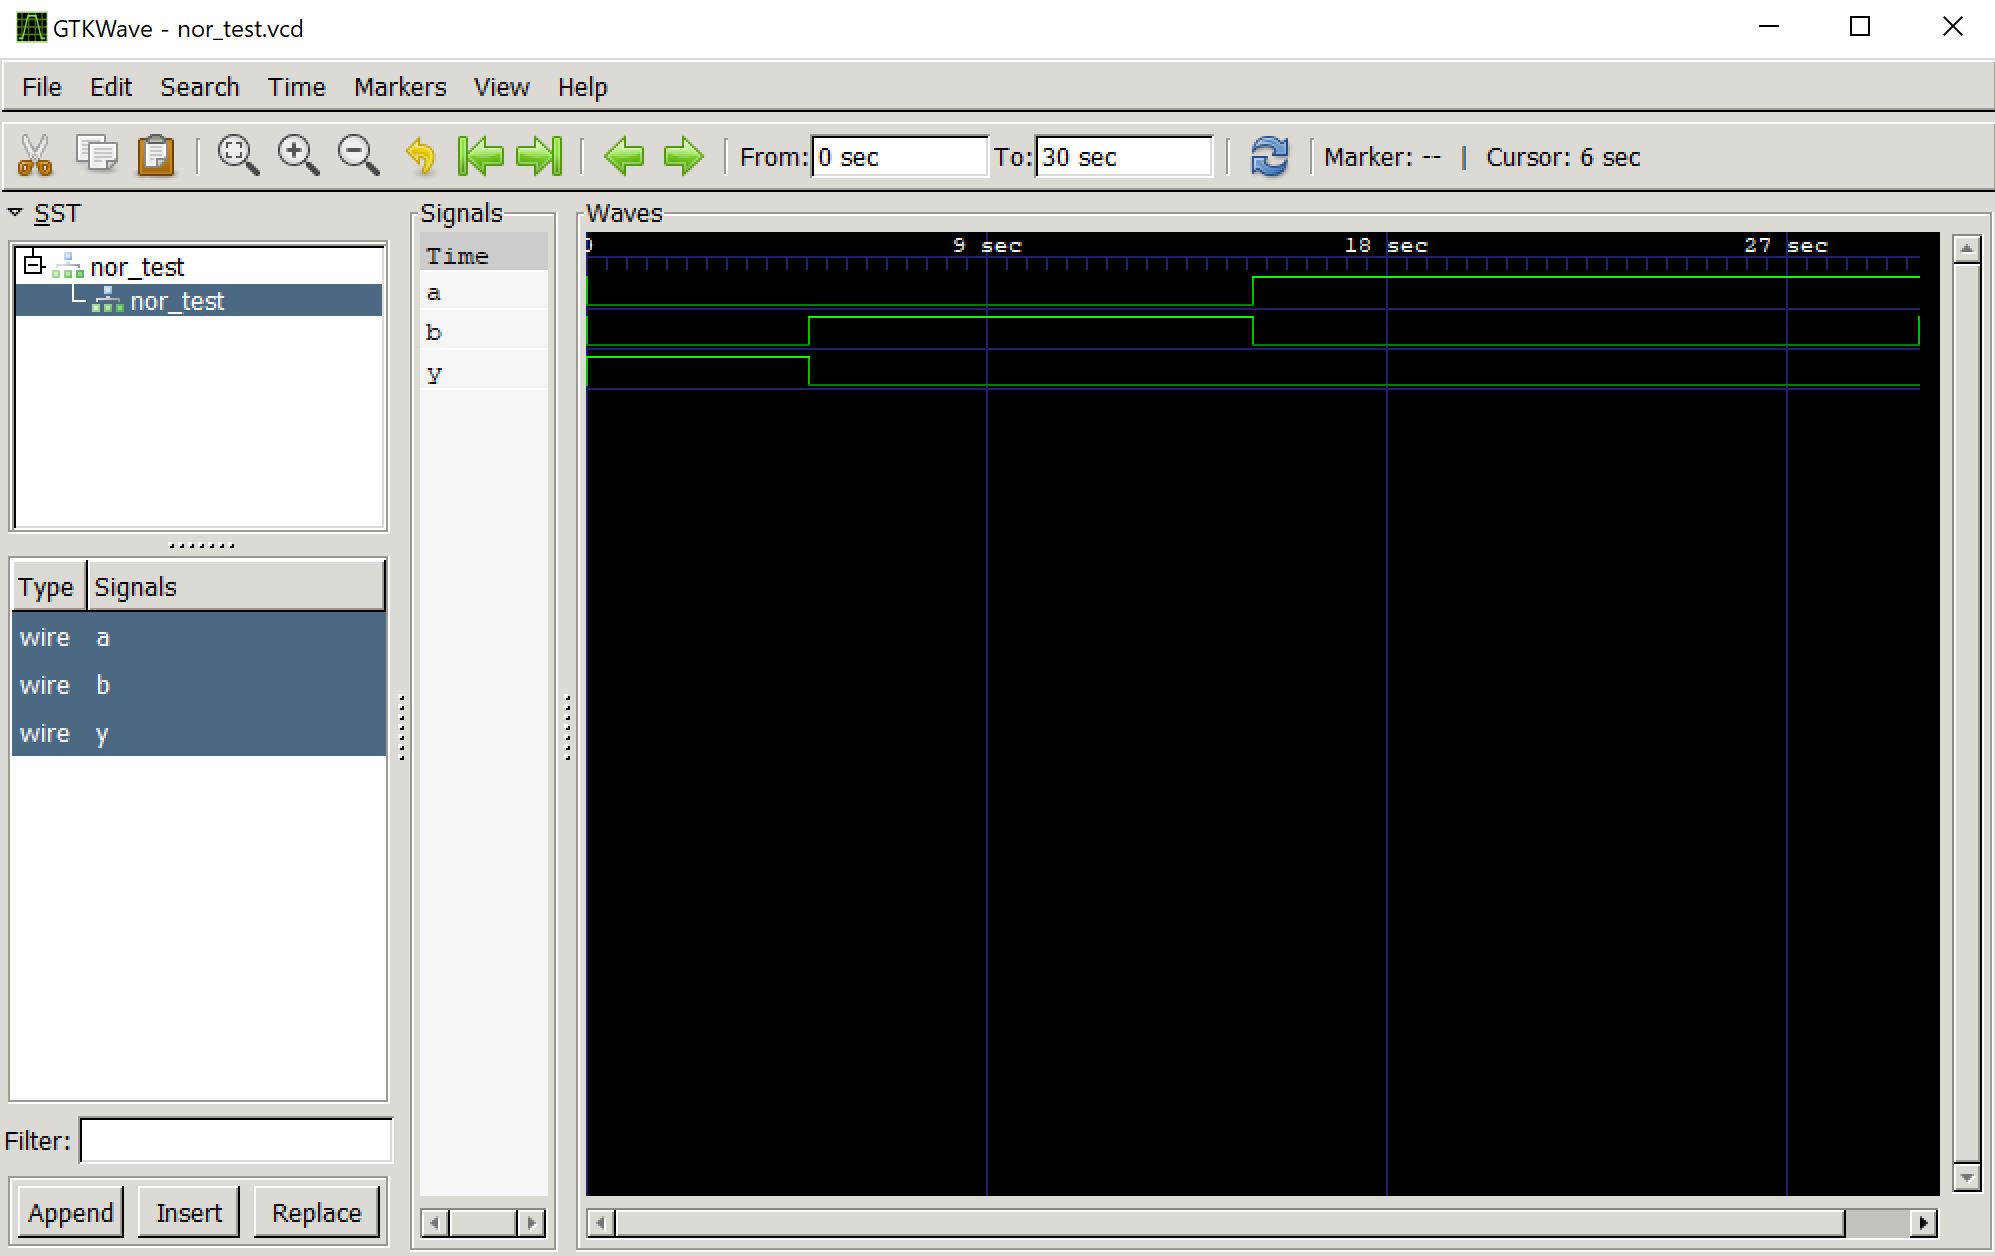 GTKWave - nor_test.vcd
File Edit Search Time Markers View Help
From: 0 sec To: 30 sec Marker: -- | Cursor: 6 sec
SST
nor_test
nor_test
Type Signals
wire a
wire b
wire y
Filter:
Append Insert Replace
Signals
Time
a
b
y
Waves
0 9 sec 18 sec 27 sec